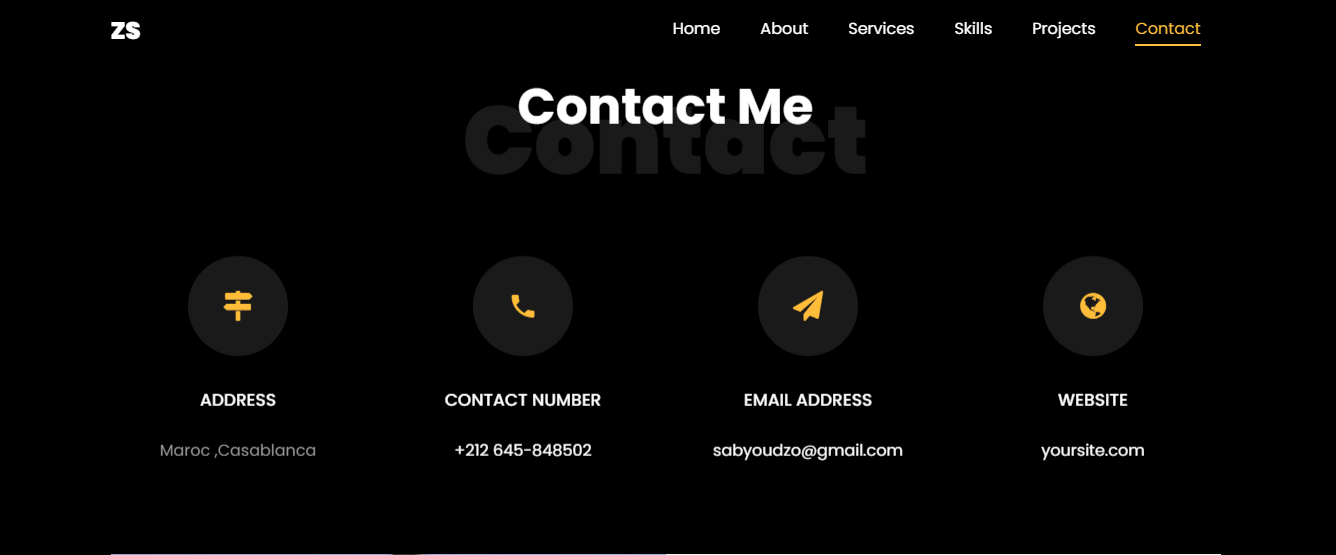 ZS
Home About Services Skills Projects Contact
Contact Me
Contact
ADDRESS
Maroc ,Casablanca
CONTACT NUMBER
+212 645-848502
EMAIL ADDRESS
sabyoudzo@gmail.com
WEBSITE
yoursite.com